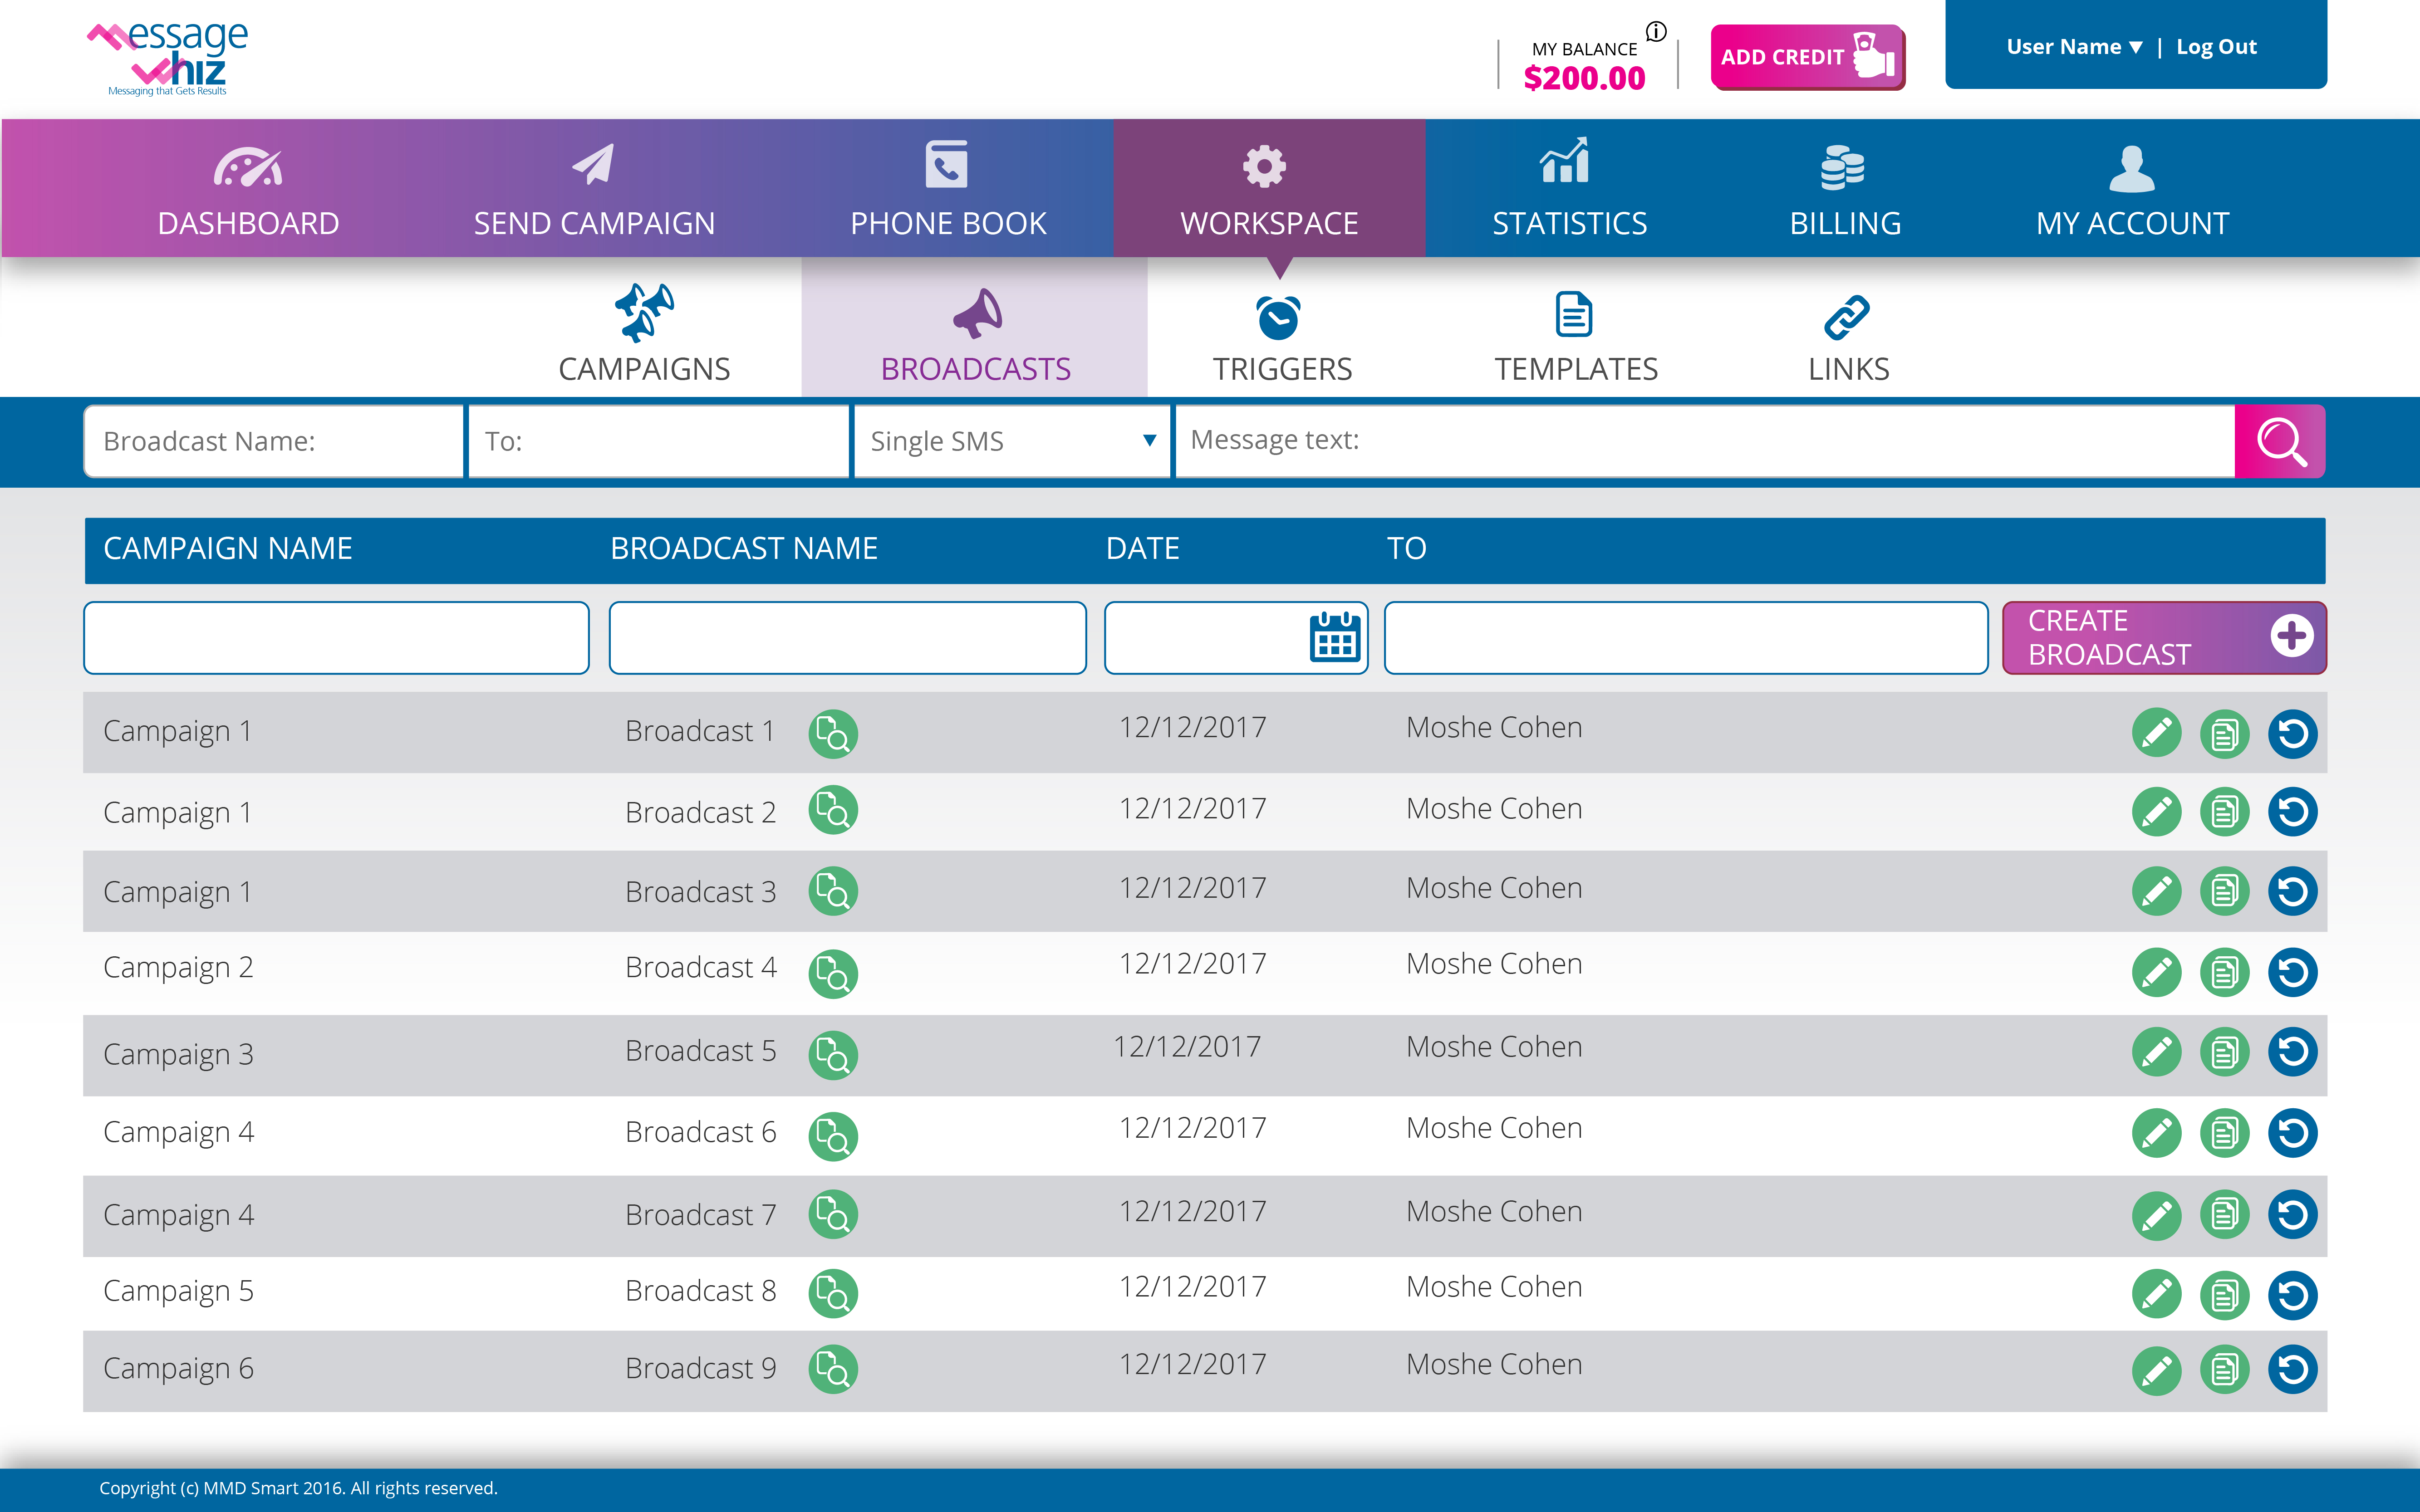 essage
whiz
Messaging that Gets Results
MY BALANCE
$200.00
ADD CREDIT
User Name ▼ | Log Out
DASHBOARD SEND CAMPAIGN PHONE BOOK WORKSPACE STATISTICS BILLING MY ACCOUNT
CAMPAIGNS BROADCASTS TRIGGERS TEMPLATES LINKS
Broadcast Name: To: Single SMS Message text:
CAMPAIGN NAME BROADCAST NAME DATE TO
CREATE
BROADCAST
Campaign 1 Broadcast 1 12/12/2017 Moshe Cohen
Campaign 1 Broadcast 2 12/12/2017 Moshe Cohen
Campaign 1 Broadcast 3 12/12/2017 Moshe Cohen
Campaign 2 Broadcast 4 12/12/2017 Moshe Cohen
Campaign 3 Broadcast 5 12/12/2017 Moshe Cohen
Campaign 4 Broadcast 6 12/12/2017 Moshe Cohen
Campaign 4 Broadcast 7 12/12/2017 Moshe Cohen
Campaign 5 Broadcast 8 12/12/2017 Moshe Cohen
Campaign 6 Broadcast 9 12/12/2017 Moshe Cohen
Copyright (c) MMD Smart 2016. All rights reserved.